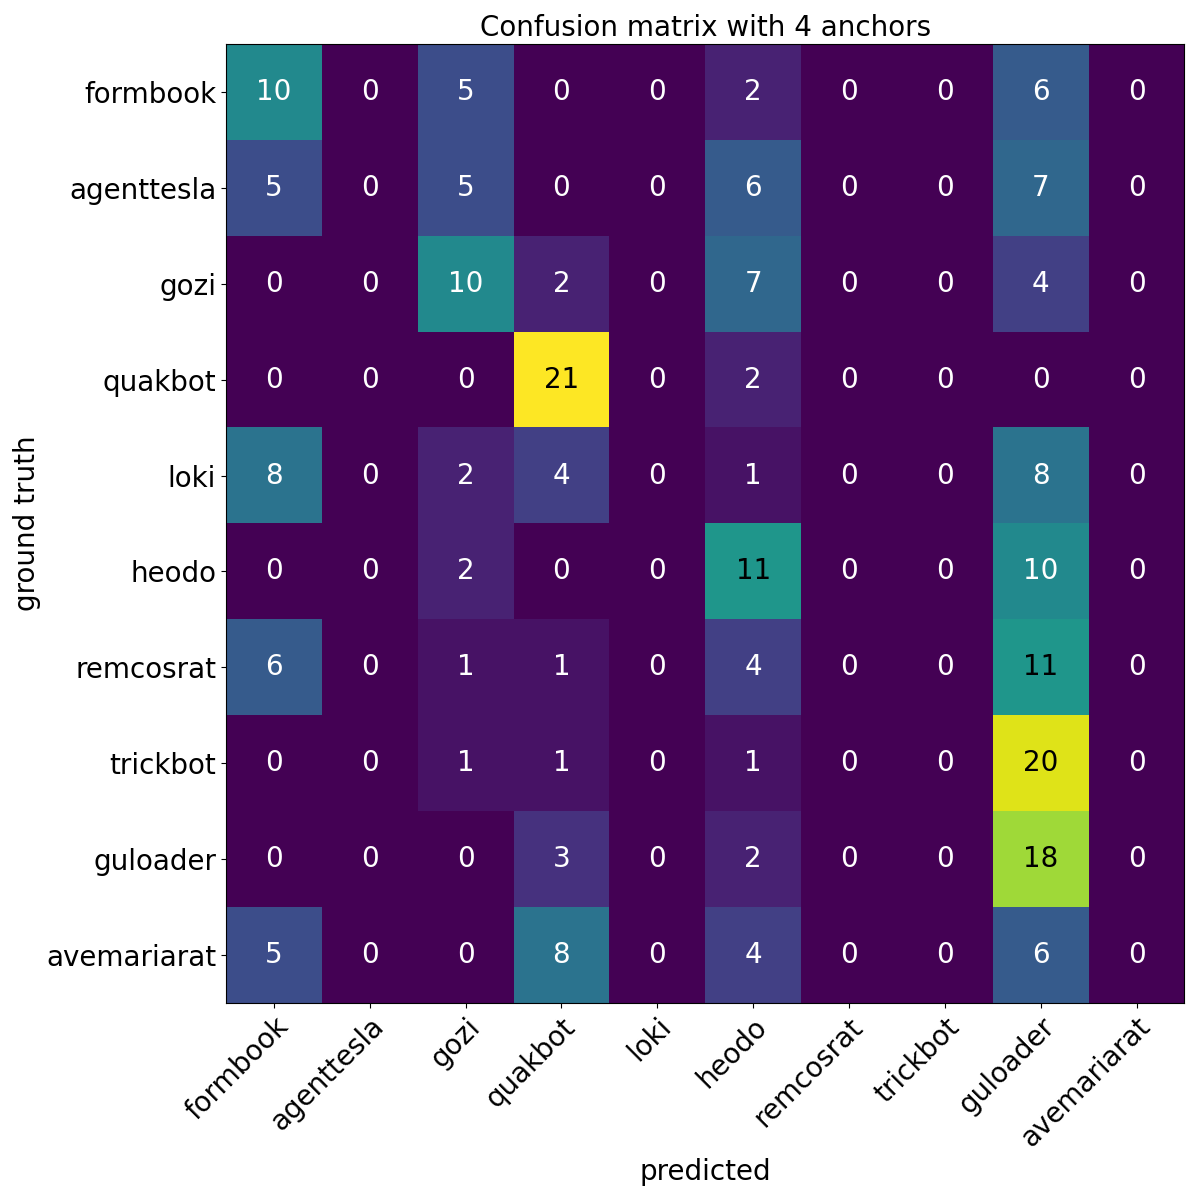 Confusion matrix with 4 anchors
formbook 10 0 5 0 0 2 0 0 6 0
agenttesla 5 0 5 0 0 6 0 0 7 0
gozi 0 0 10 2 0 7 0 0 4 0
quakbot 0 0 0 21 0 2 0 0 0 0
loki 8 0 2 4 0 1 0 0 8 0
heodo 0 0 2 0 0 11 0 0 10 0
remcosrat 6 0 1 1 0 4 0 0 11 0
trickbot 0 0 1 1 0 1 0 0 20 0
guloader 0 0 0 3 0 2 0 0 18 0
avemariarat 5 0 0 8 0 4 0 0 6 0
ground truth
formbook agenttesla gozi quakbot loki heodo remcosrat trickbot guloader avemariarat
predicted